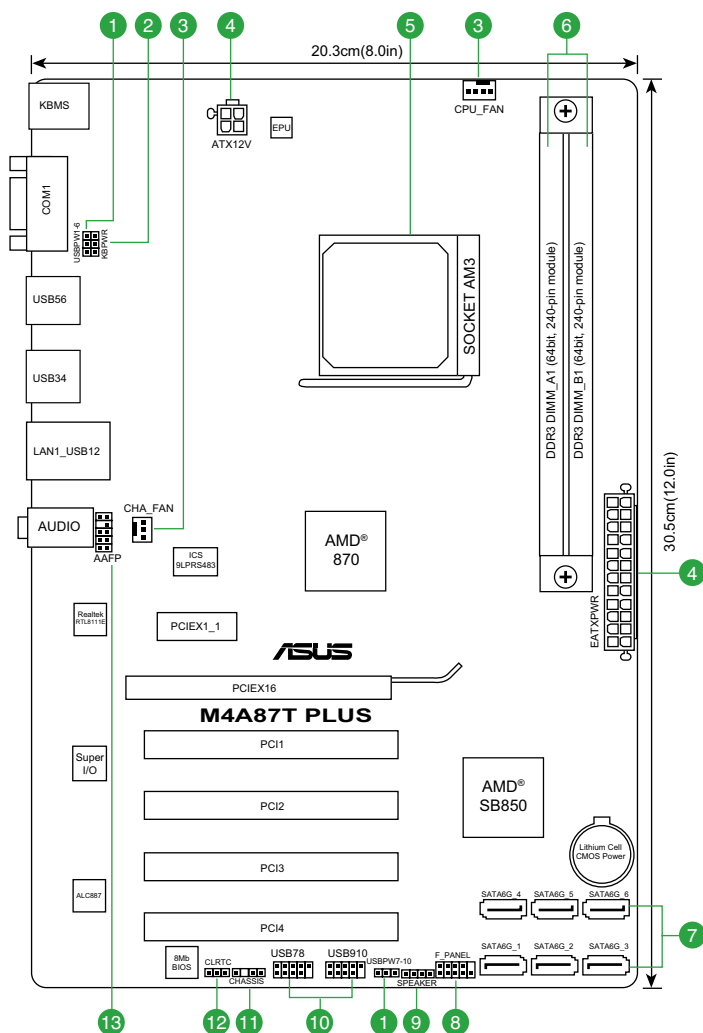 1
2
3
4
5
3
6
20.3cm(8.0in)
KBMS
ATX12V
EPU
CPU_FAN
COM1
USBPW1-6
KBPWR
USB56
USB34
LAN1_USB12
SOCKET AM3
DDR3 DIMM_A1 (64bit, 240-pin module)
DDR3 DIMM_B1 (64bit, 240-pin module)
30.5cm(12.0in)
AUDIO
AAFP
CHA_FAN
ICS
9LPRS483
AMD®
870
EATXPWR
4
Realtek
RTL8111E
PCIEX1_1
ASUS
PCIEX16
M4A87T PLUS
PCI1
Super
I/O
PCI2
AMD®
SB850
PCI3
Lithium Cell
CMOS Power
ALC887
PCI4
SATA6G_4
SATA6G_5
SATA6G_6
7
SATA6G_1
SATA6G_2
SATA6G_3
8Mb
BIOS
CLRTC
CHASSIS
USB78
USB910
USBPW7-10
SPEAKER
F_PANEL
13
12
11
10
1
9
8